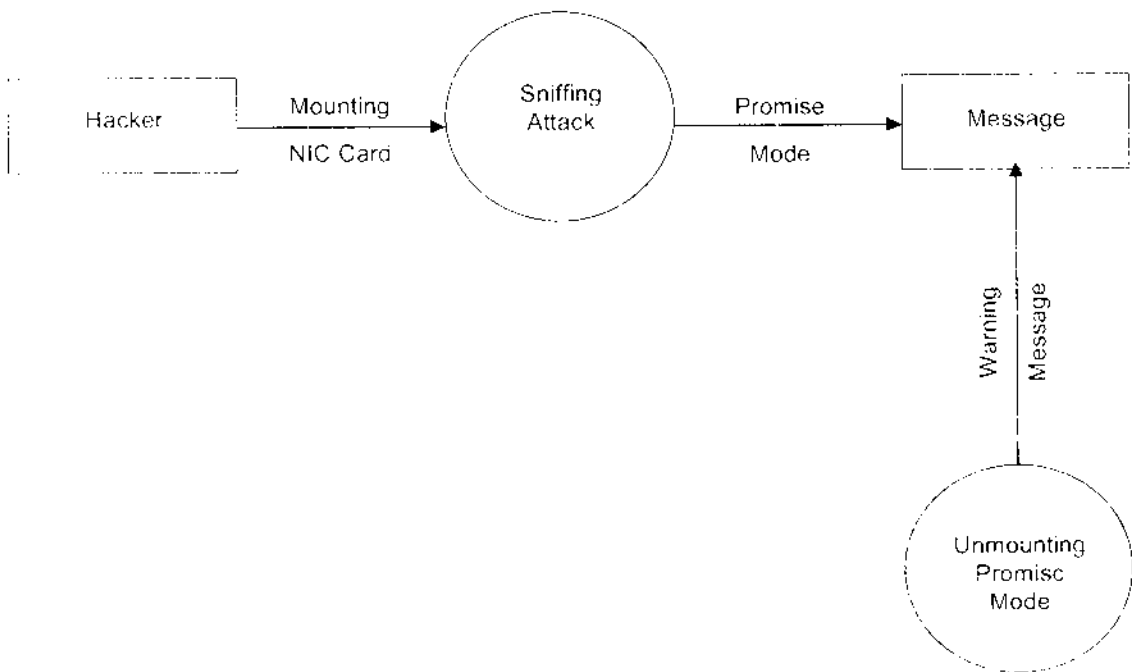 Hacker
Mounting
NIC Card
Sniffing
Attack
Promise
Mode
Message
Warning
Message
Unmounting
Promisc
Mode